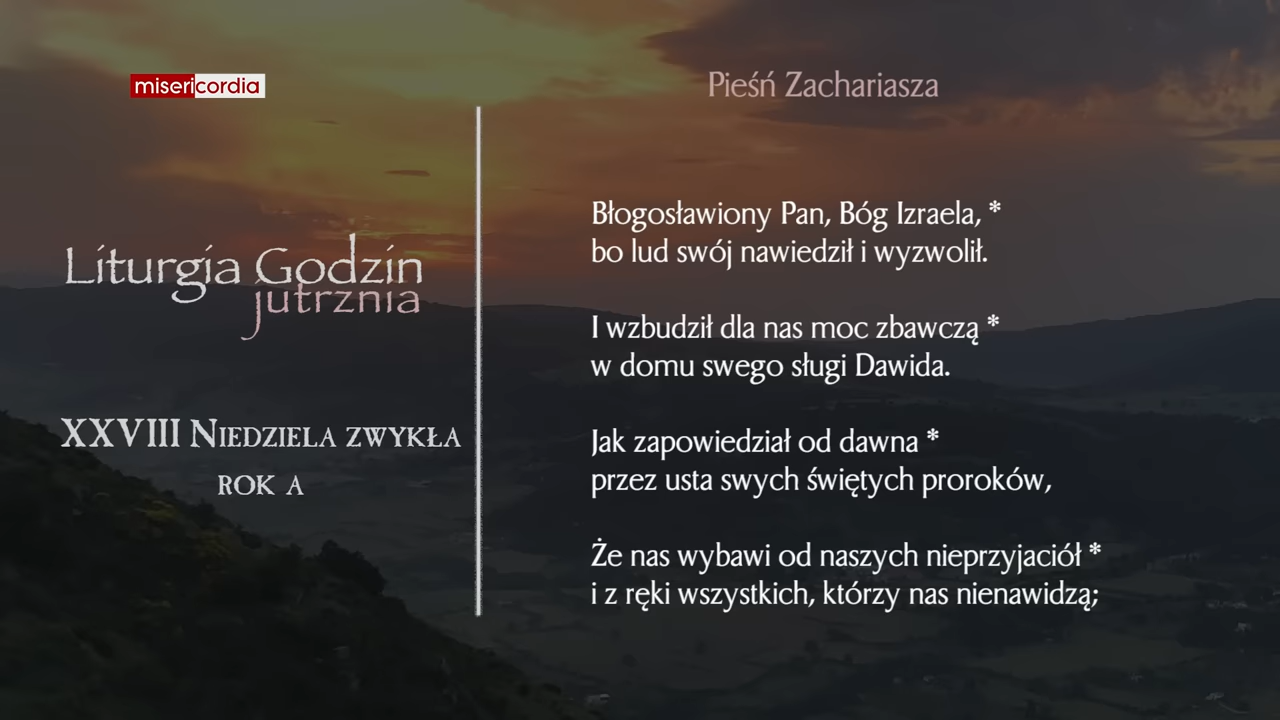 misericordia
Liturgia Godzin
jutrznia
XXVIII Niedziela zwykła
rok A
Pieśń Zachariasza
Błogosławiony Pan, Bóg Izraela, *
bo lud swój nawiedził i wyzwolił.
I wzbudził dla nas moc zbawczą *
w domu swego sługi Dawida.
Jak zapowiedział od dawna *
przez usta swych świętych proroków,
Że nas wybawi od naszych nieprzyjaciół *
i z ręki wszystkich, którzy nas nienawidzą;